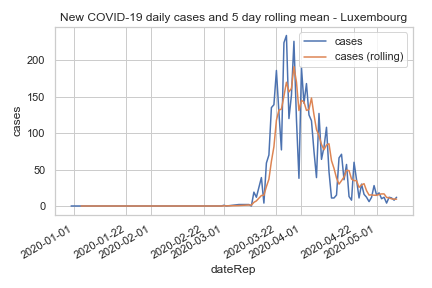 New COVID-19 daily cases and 5 day rolling mean - Luxembourg
cases
cases (rolling)
cases
200
150
100
50
0
2020-01-01
2020-01-22
2020-02-01
2020-02-22
2020-03-01
2020-03-22
2020-04-01
2020-04-22
2020-05-01
dateRep